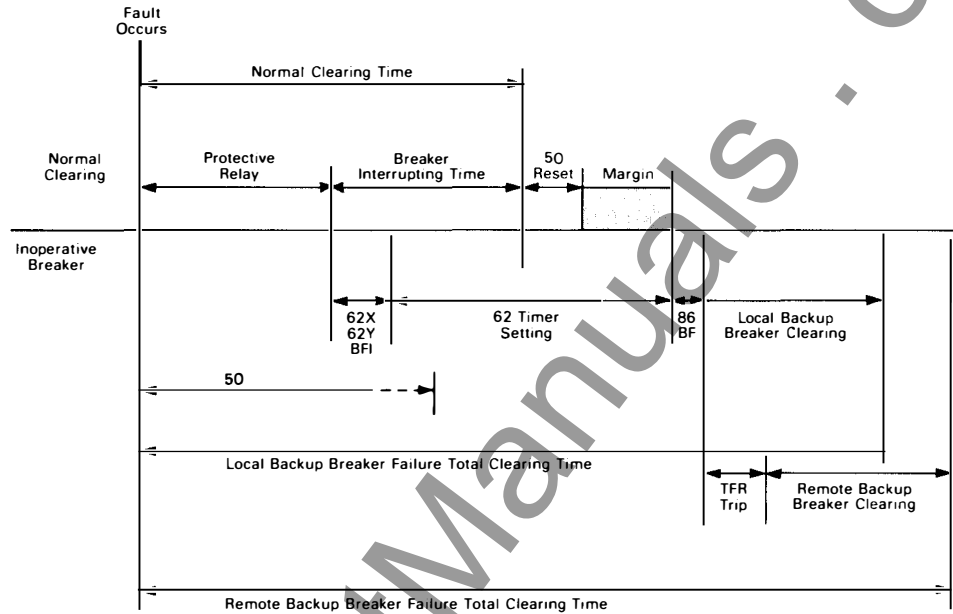 Fault
Occurs
Normal Clearing Time
Normal
Clearing
Protective
Relay
Breaker
Interrupting Time
50
Reset
Margin
Inoperative
Breaker
62X
62Y
BFI
62 Timer
Setting
86
BF
Local Backup
Breaker Clearing
50
Local Backup Breaker Failure Total Clearing Time
TFR
Trip
Remote Backup
Breaker Clearing
Remote Backup Breaker Failure Total Clearing Time
tManuals . c